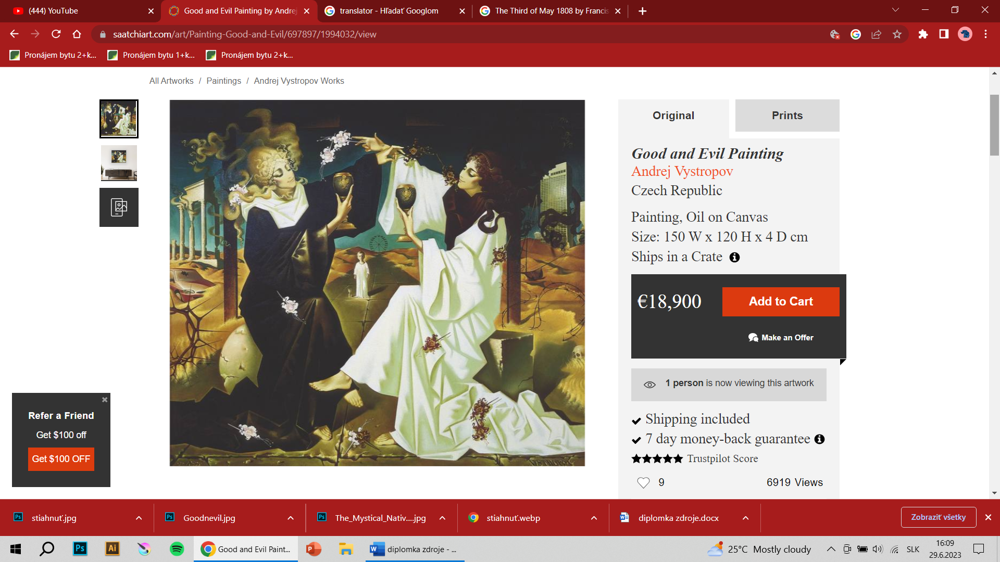 (444) YouTube
Good and Evil Painting by Andrej
translator - Hľadať Googlom
The Third of May 1808 by Francis
saatchiart.com/art/Painting-Good-and-Evil/697897/1994032/view
Pronájem bytu 2+k...
Pronájem bytu 1+k...
Pronájem bytu 2+k...
All Artworks / Paintings / Andrej Vystropov Works
Original
Prints
Good and Evil Painting
Andrej Vystropov
Czech Republic
Painting, Oil on Canvas
Size: 150 W x 120 H x 4 D cm
Ships in a Crate
€18,900
Add to Cart
Make an Offer
1 person is now viewing this artwork
Shipping included
7 day money-back guarantee
Trustpilot Score
9
6919 Views
Refer a Friend
Get $100 off
Get $100 OFF
stiahnuť.jpg
Goodnevil.jpg
The_Mystical_Nativ....jpg
stiahnuť.webp
diplomka zdroje.docx
Zobraziť všetky
Ps
Ai
Good and Evil Paint...
diplomka zdroje - ...
25°C Mostly cloudy
SLK
16:09
29.6.2023